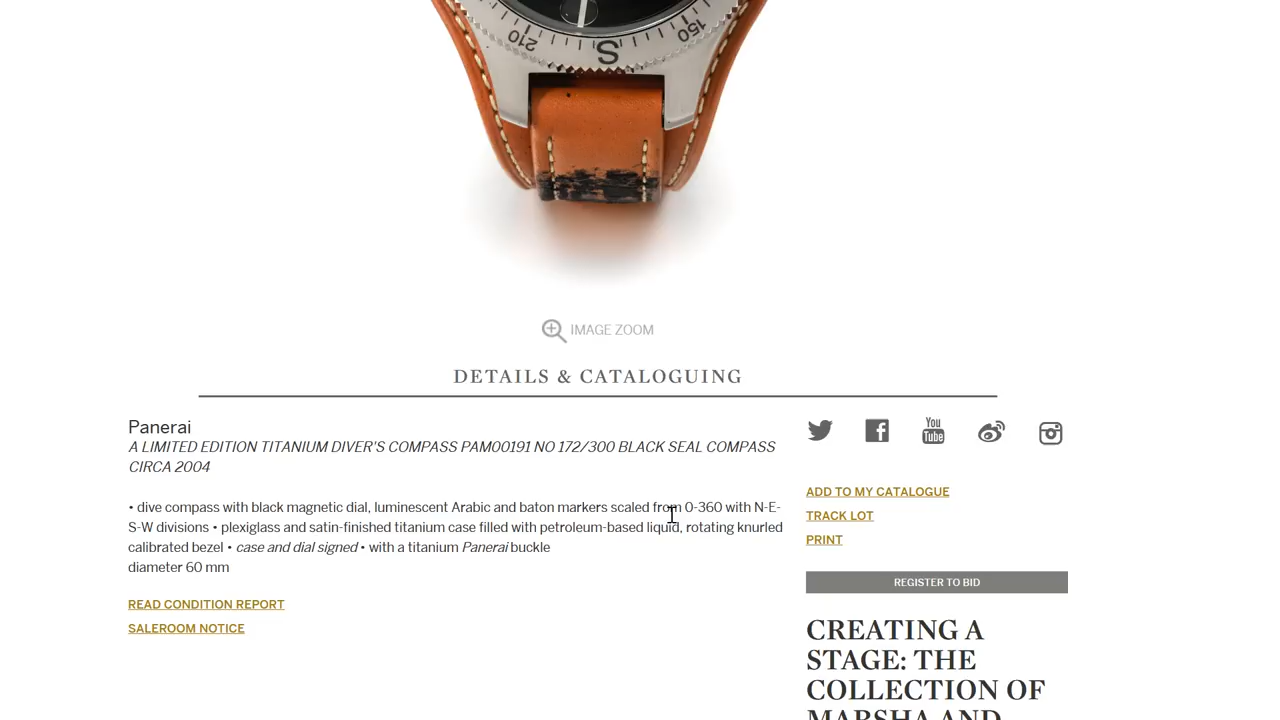 210
S
150
IMAGE ZOOM
DETAILS & CATALOGUING
Panerai
A LIMITED EDITION TITANIUM DIVER'S COMPASS PAM00191 NO 172/300 BLACK SEAL COMPASS
CIRCA 2004
• dive compass with black magnetic dial, luminescent Arabic and baton markers scaled from 0-360 with N-E-
S-W divisions • plexiglass and satin-finished titanium case filled with petroleum-based liquid, rotating knurled
calibrated bezel • case and dial signed • with a titanium Panerai buckle
diameter 60 mm
READ CONDITION REPORT
SALEROOM NOTICE
You
Tube
ADD TO MY CATALOGUE
TRACK LOT
PRINT
REGISTER TO BID
CREATING A
STAGE: THE
COLLECTION OF
MARSHA AND